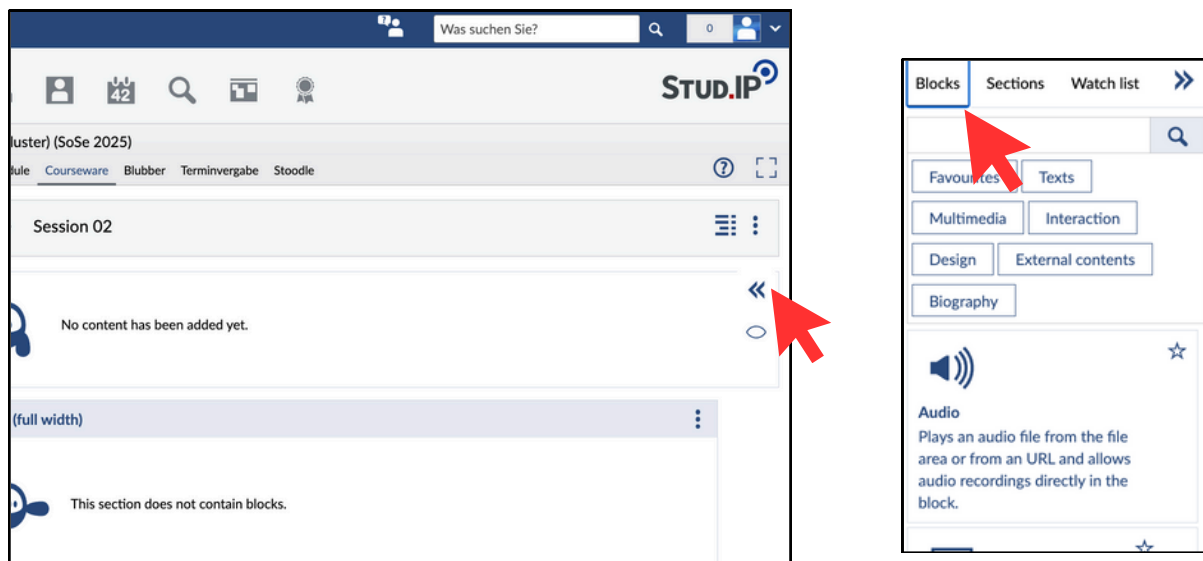 Was suchen Sie?
0
42
STUD.IP
luster) (SoSe 2025)
dule Courseware Blubber Terminvergabe Stoodle
Session 02
No content has been added yet.
(full width)
This section does not contain blocks.
Blocks Sections Watch list
Texts
Multimedia Interaction
Design External contents
Biography
Audio
Plays an audio file from the file
area or from an URL and allows
audio recordings directly in the
block.